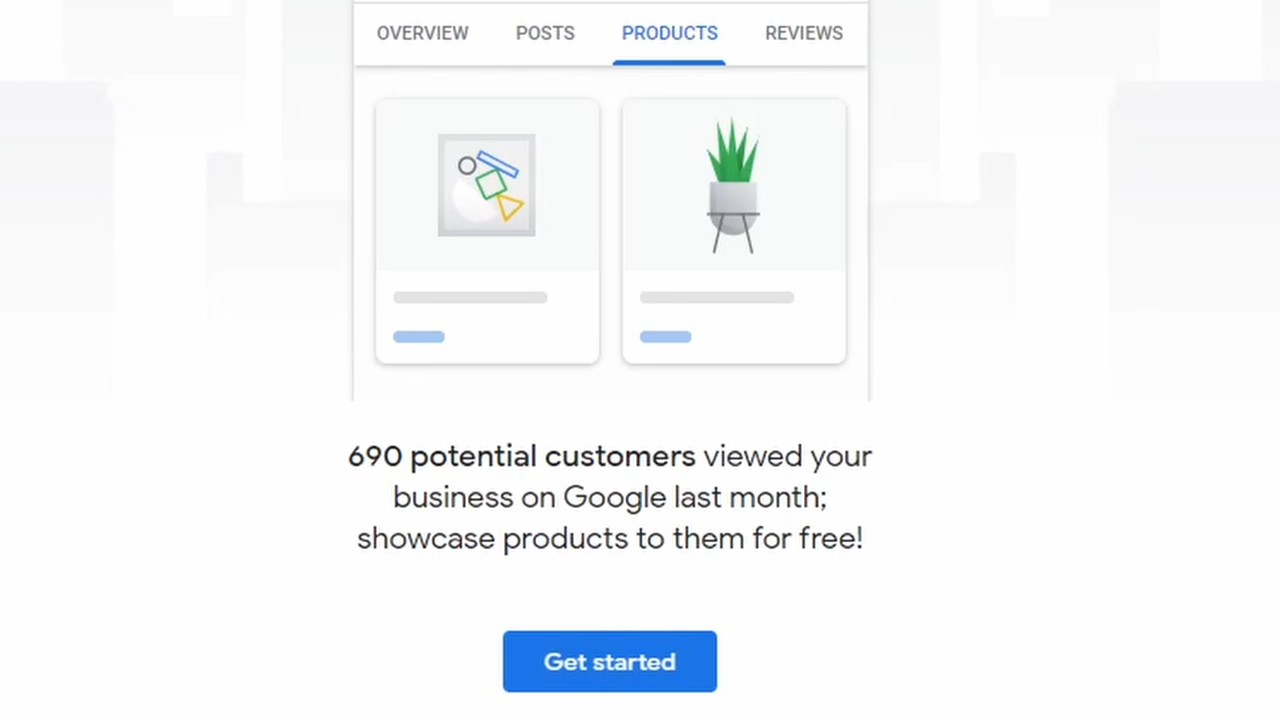 OVERVIEW POSTS PRODUCTS REVIEWS
690 potential customers viewed your
business on Google last month;
showcase products to them for free!
Get started